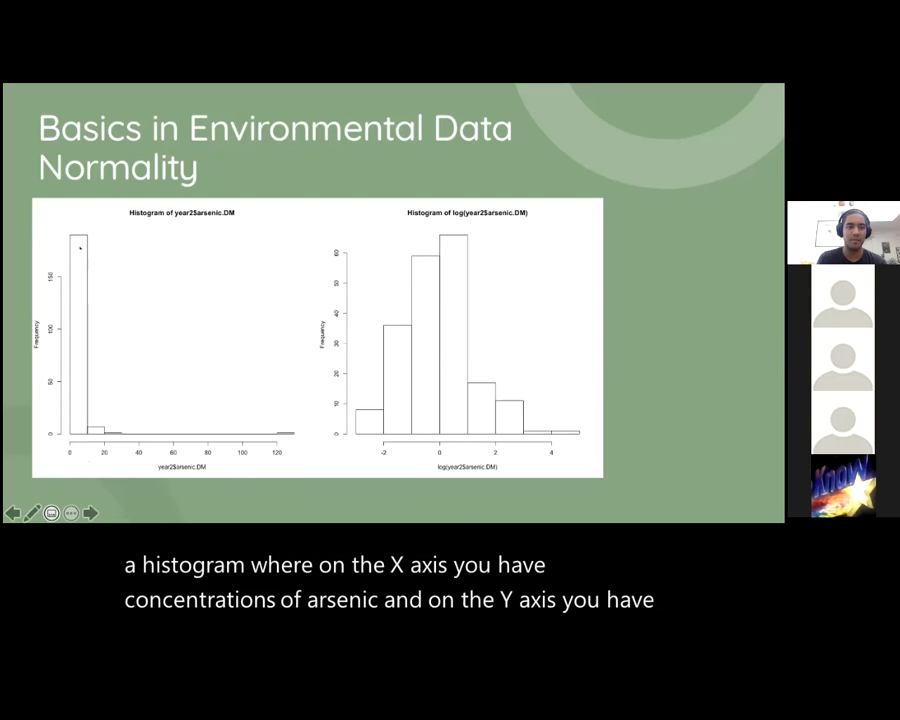 Basics in Environmental Data
Normality
Histogram of year2$arsenic.DM
Frequency
0
50
100
150
0 20 40 60 80 100 120
year2$arsenic.DM
Histogram of log(year2$arsenic.DM)
Frequency
0
10
20
30
40
50
60
-2 0 2 4
log(year2$arsenic.DM)
Know
a histogram where on the X axis you have
concentrations of arsenic and on the Y axis you have